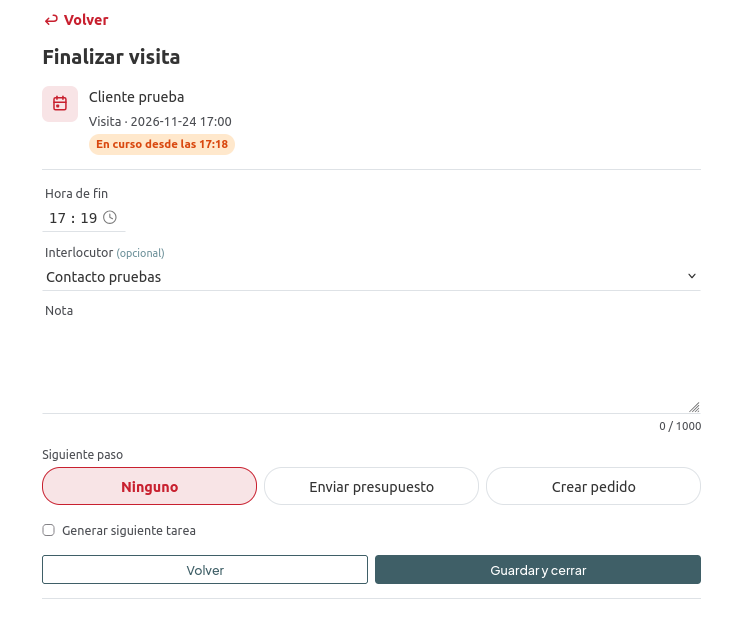 Volver
Finalizar visita
Cliente prueba
Visita · 2026-11-24 17:00
En curso desde las 17:18
Hora de fin
17 : 19
Interlocutor (opcional)
Contacto pruebas
Nota
0 / 1000
Siguiente paso
Ninguno
Enviar presupuesto
Crear pedido
Generar siguiente tarea
Volver
Guardar y cerrar